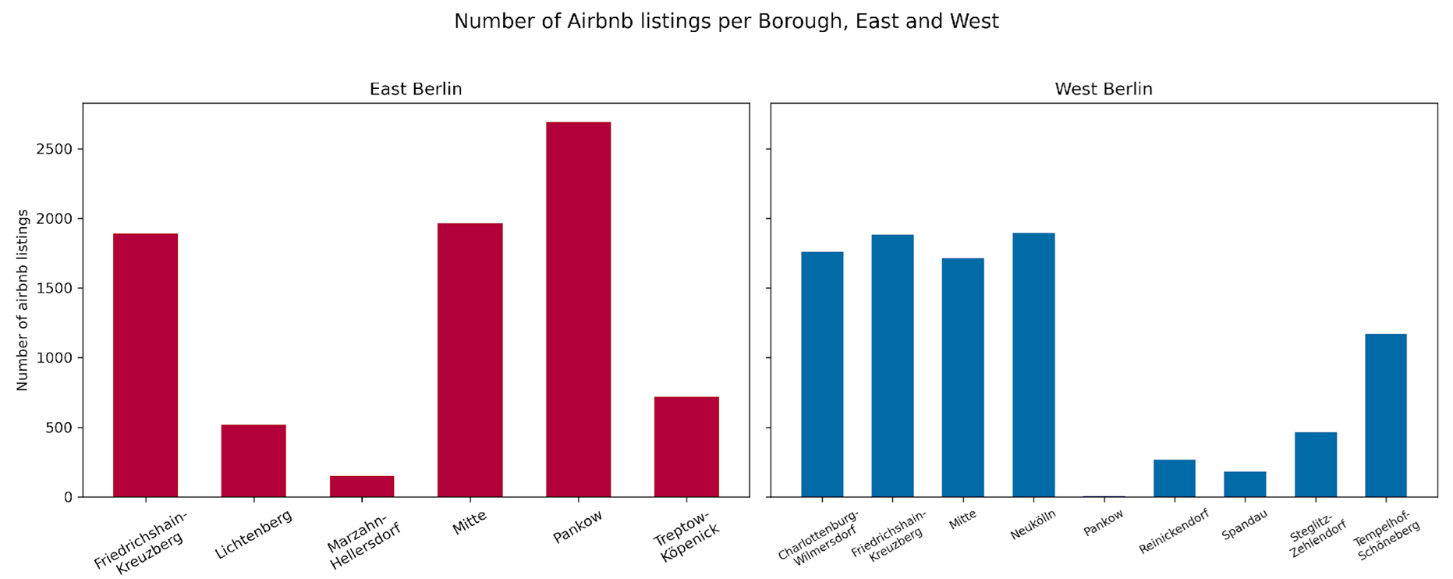 Number of Airbnb listings per Borough, East and West
East Berlin
West Berlin
Number of airbnb listings
2500
2000
1500
1000
500
0
Friedrichshain-
Kreuzberg
Lichtenberg
Marzahn-
Hellersdorf
Mitte
Pankow
Treptow-
Köpenick
Charlottenburg-
Wilmersdorf
Friedrichshain-
Kreuzberg
Mitte
Neukölln
Pankow
Reinickendorf
Spandau
Steglitz-
Zehlendorf
Tempelhof-
Schöneberg